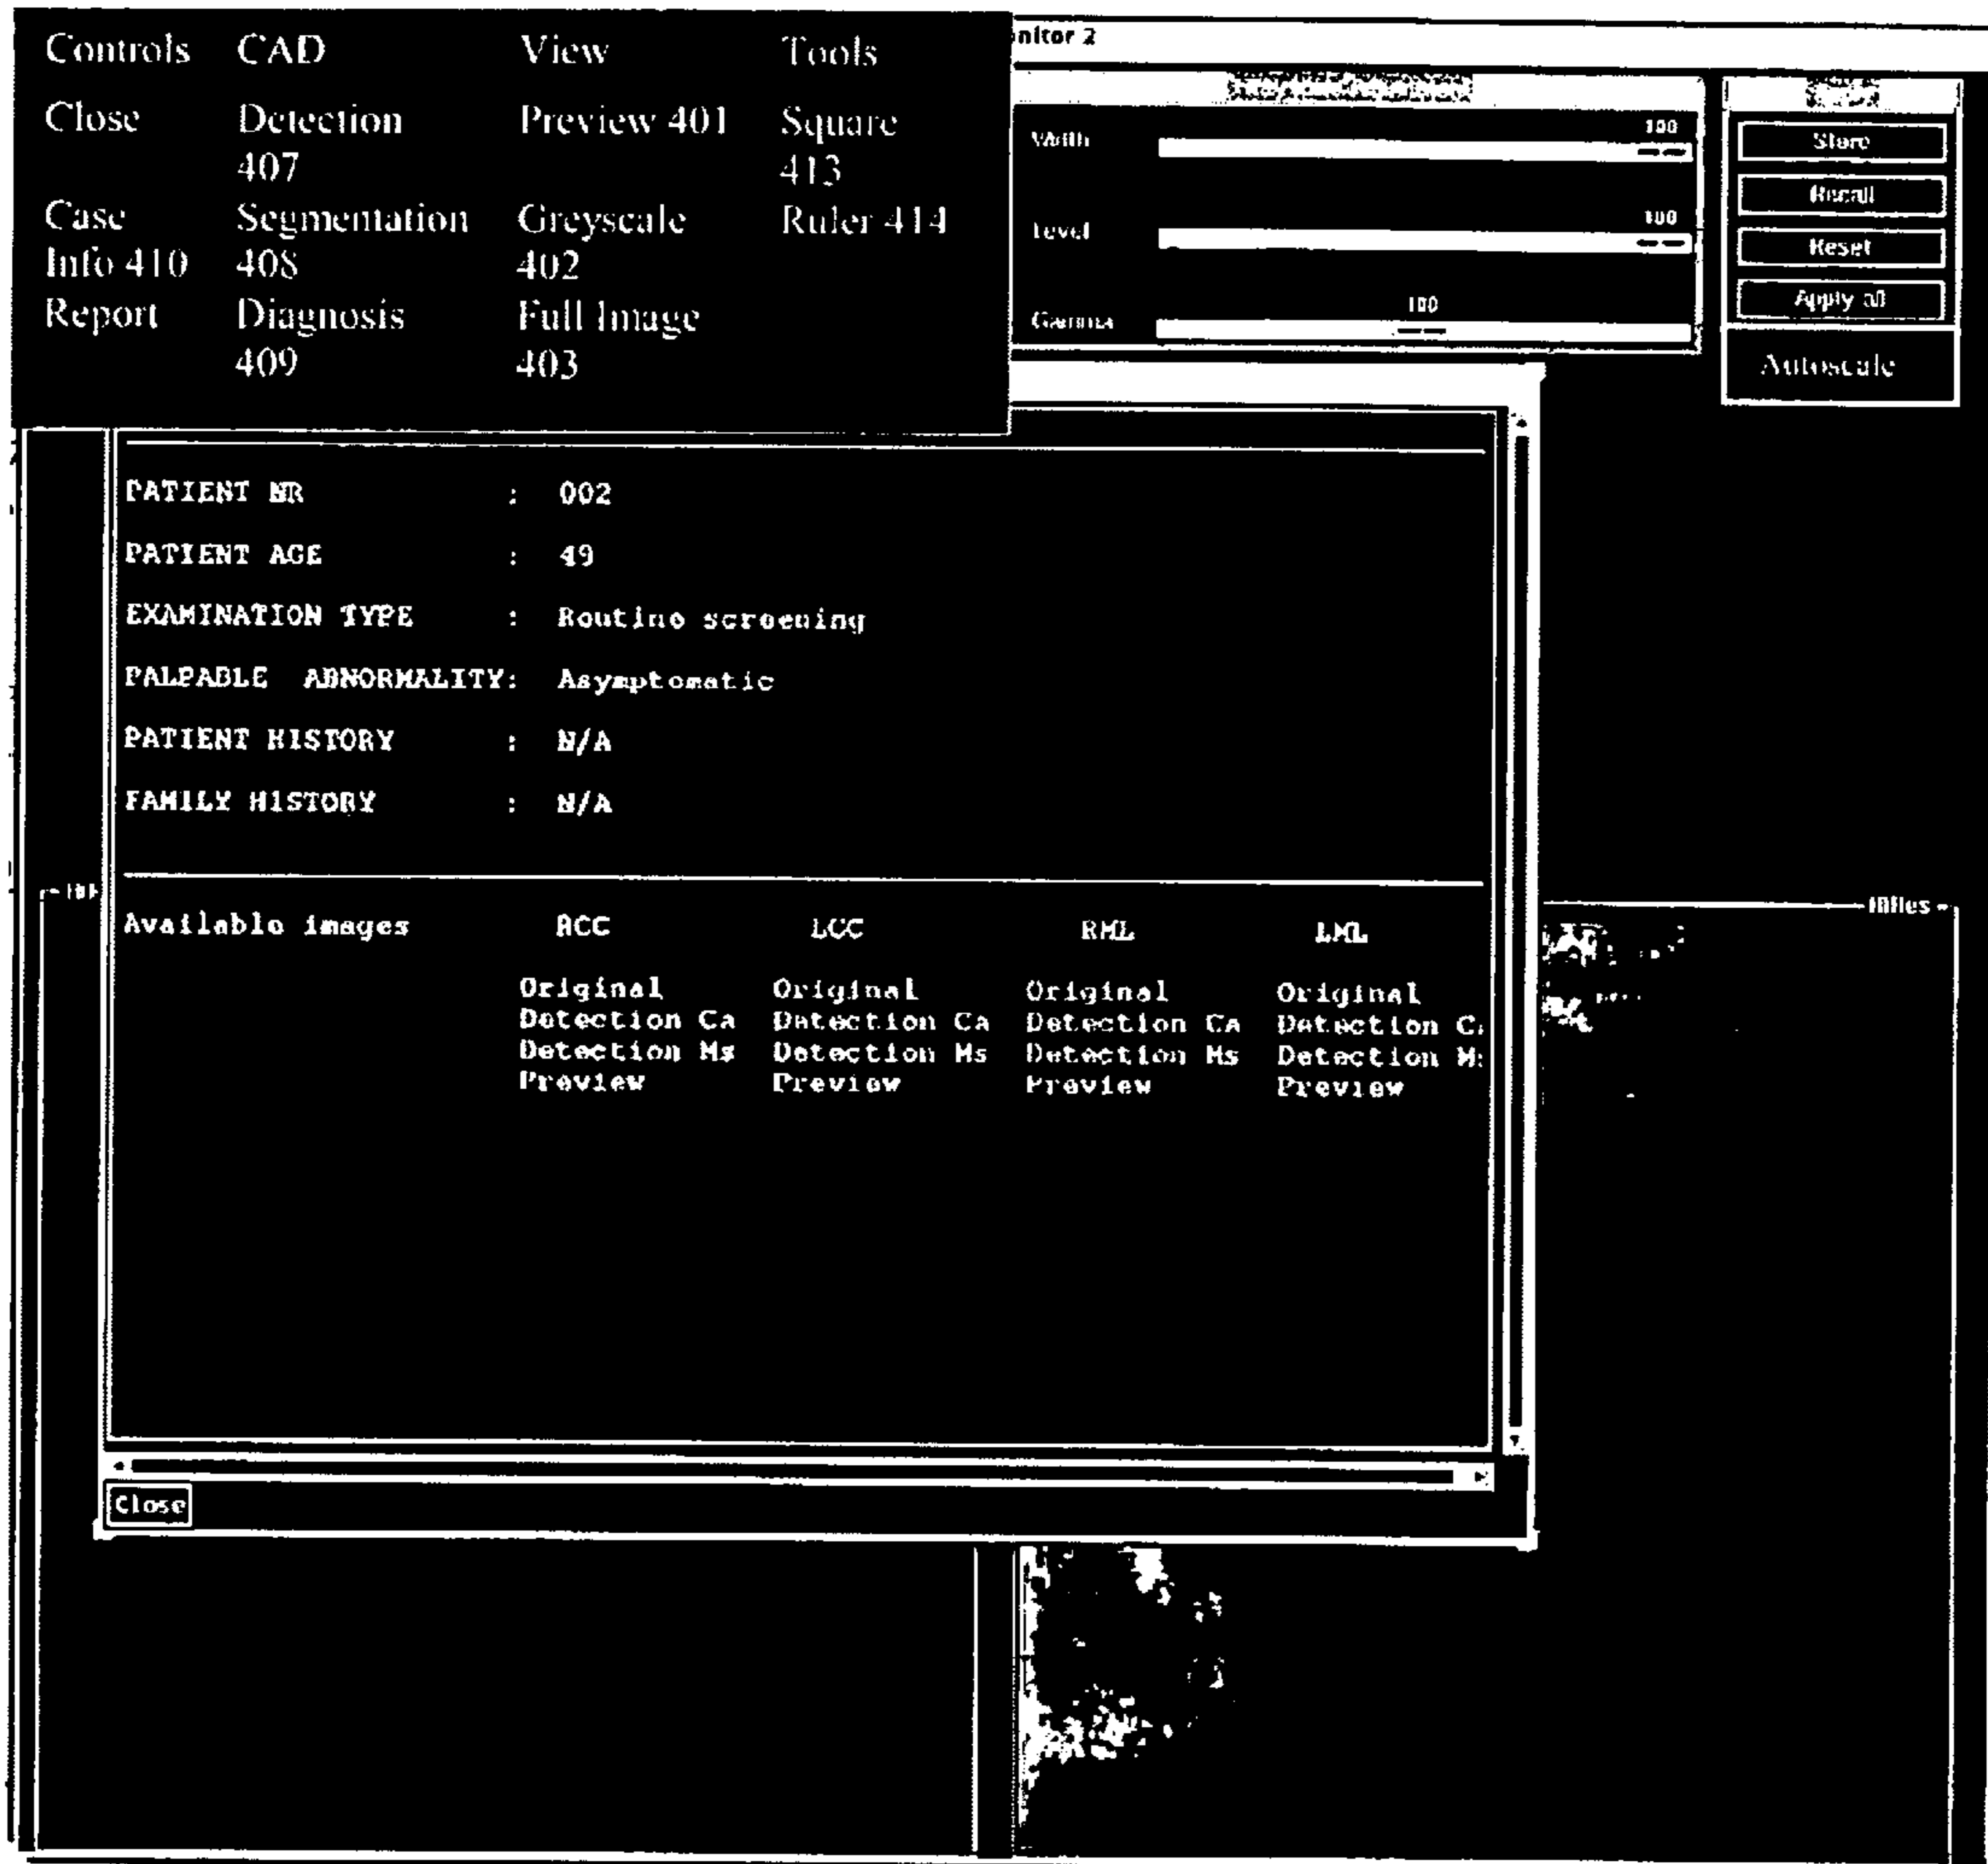 Controls CAD View Tools
Close Detection 407 Preview 401 Square 413
Case Info 410 Segmentation 408 Greyscale 402 Ruler 414
Report Diagnosis 409 Full Image 403
nitor 2
Width 100
Level 100
Gamma 100
Store
Recall
Reset
Apply all
Autoscale
PATIENT NR : 002
PATIENT AGE : 49
EXAMINATION TYPE : Routine screening
PALPABLE ABNORMALITY: Asymptomatic
PATIENT HISTORY : N/A
FAMILY HISTORY : N/A
Available images RCC LCC RML LML
Original Original Original Original
Detection Ca Detection Ca Detection Ca Detection C
Detection Ms Detection Ms Detection Ms Detection M
Preview Preview Preview Preview
Close